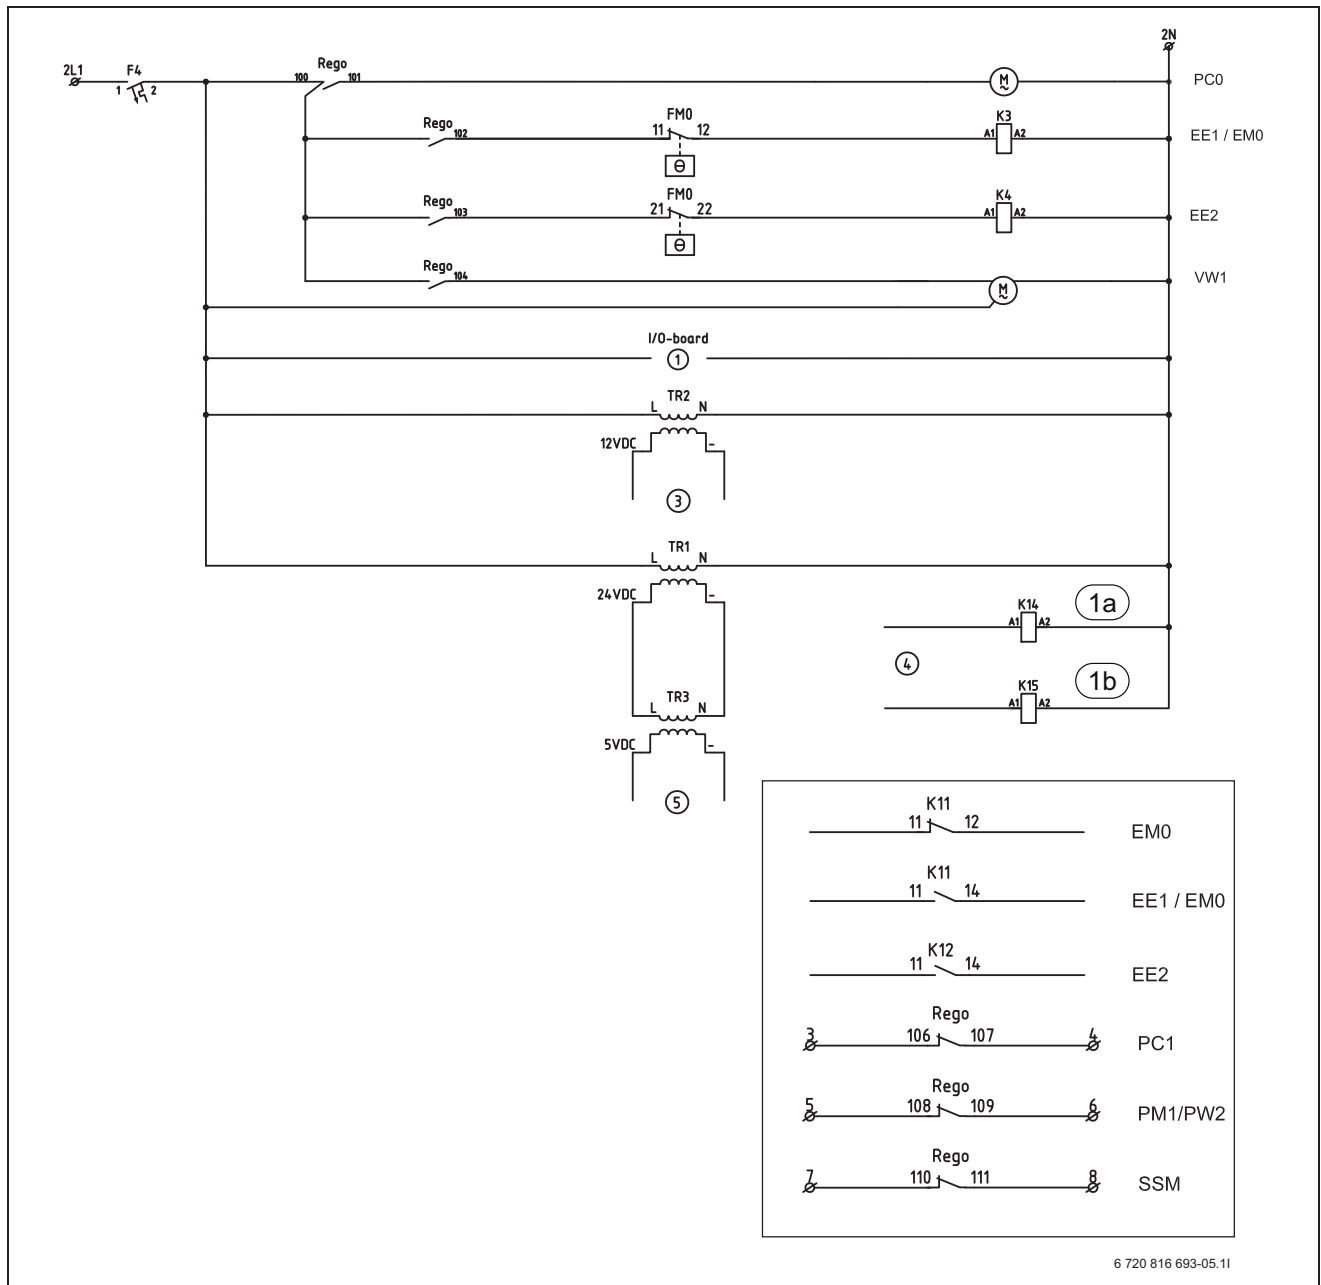 2N
2L1
F4
1
2
100
Rego
101
M
~
PC0
Rego
102
FM0
11
12
Θ
K3
A1
A2
EE1 / EM0
Rego
103
FM0
21
22
Θ
K4
A1
A2
EE2
Rego
104
M
~
VW1
I/O-board
1
TR2
L
N
12VDC
-
3
TR1
L
N
24VDC
-
K14
A1
A2
1a
4
K15
A1
A2
1b
TR3
L
N
5VDC
-
5
K11
11
12
EM0
K11
11
14
EE1 / EM0
K12
11
14
EE2
Rego
3
106
107
4
PC1
Rego
5
108
109
6
PM1/PW2
Rego
7
110
111
8
SSM
6 720 816 693-05.1I